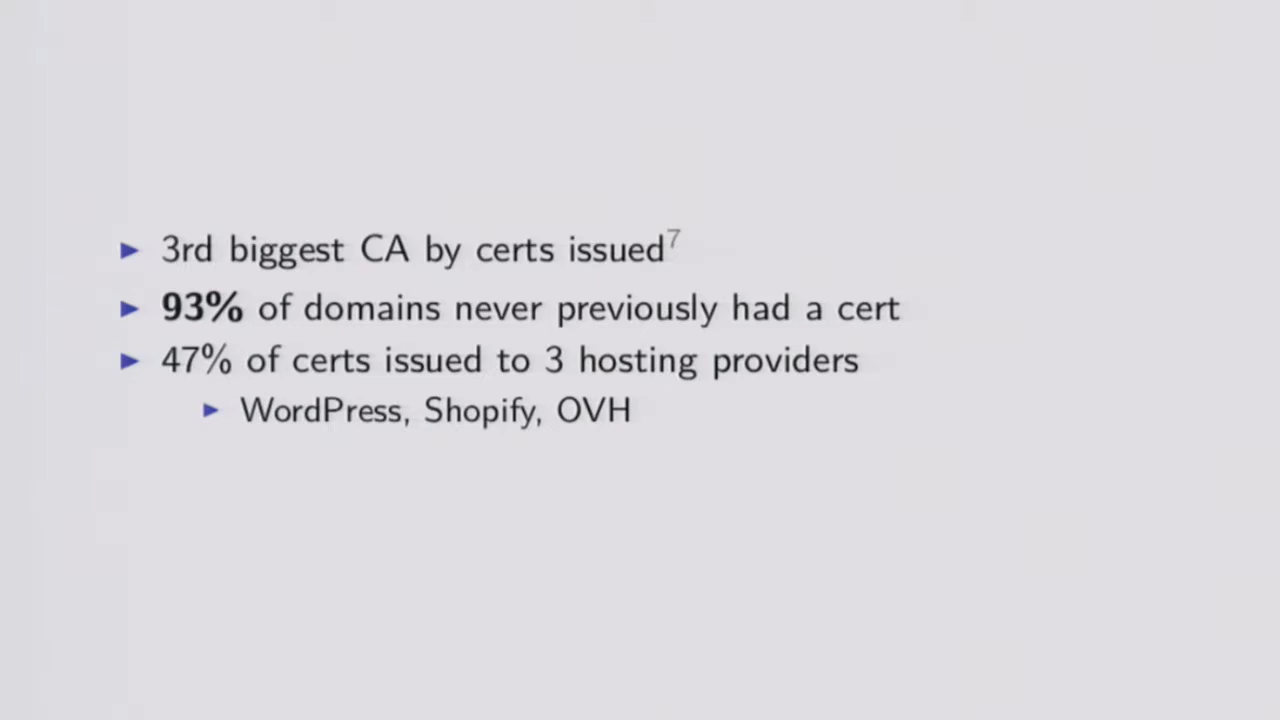 ▶ 3rd biggest CA by certs issued⁷
▶ 93% of domains never previously had a cert
▶ 47% of certs issued to 3 hosting providers
▶ WordPress, Shopify, OVH